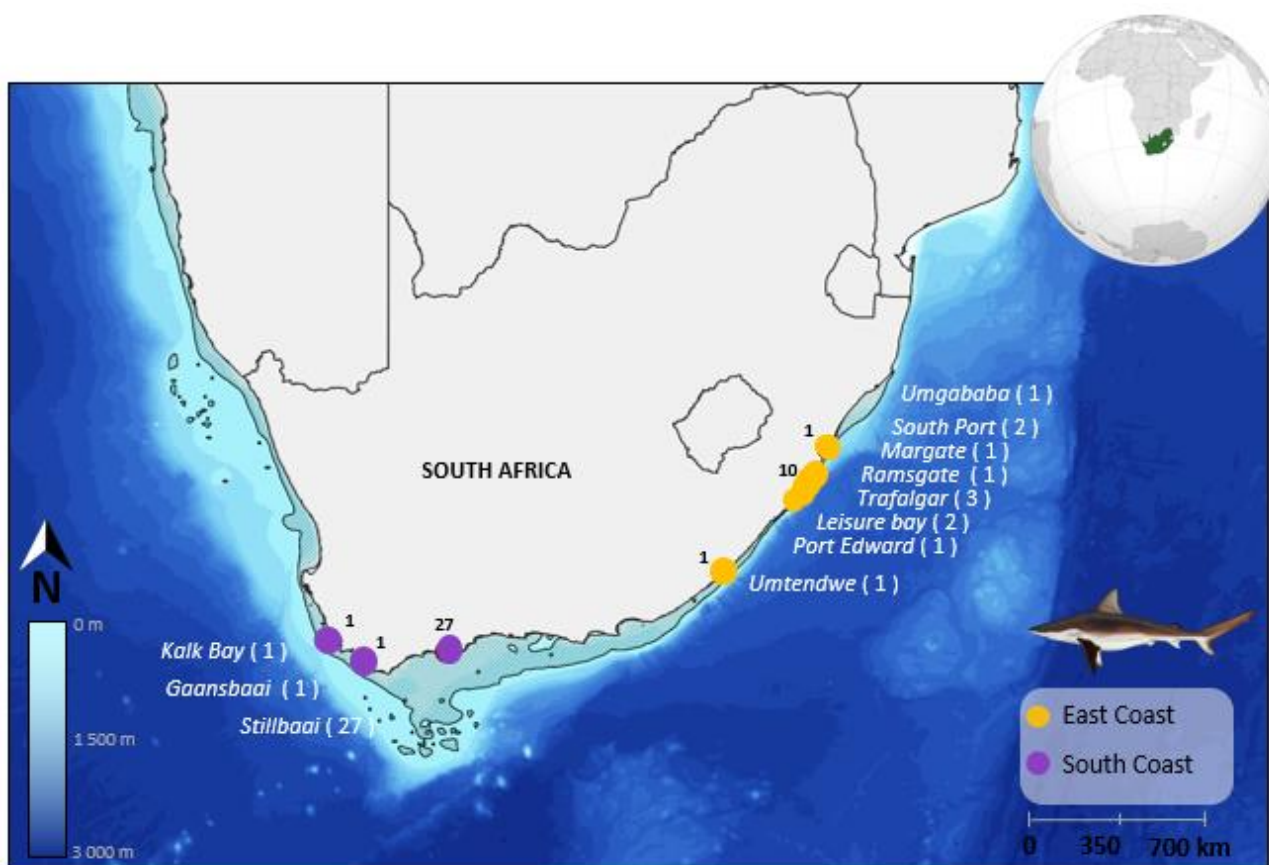 Umgababa ( 1 )
1
South Port ( 2 )
Margate ( 1 )
SOUTH AFRICA
10
Ramsgate ( 1 )
Trafalgar ( 3 )
Leisure bay ( 2 )
Port Edward ( 1 )
1
Umtendwe ( 1 )
N
0 m
1
1
27
Kalk Bay ( 1 )
Gaansbaai ( 1 )
Stillbaai ( 27 )
1 500 m
East Coast
South Coast
0 350 700 km
3 000 m